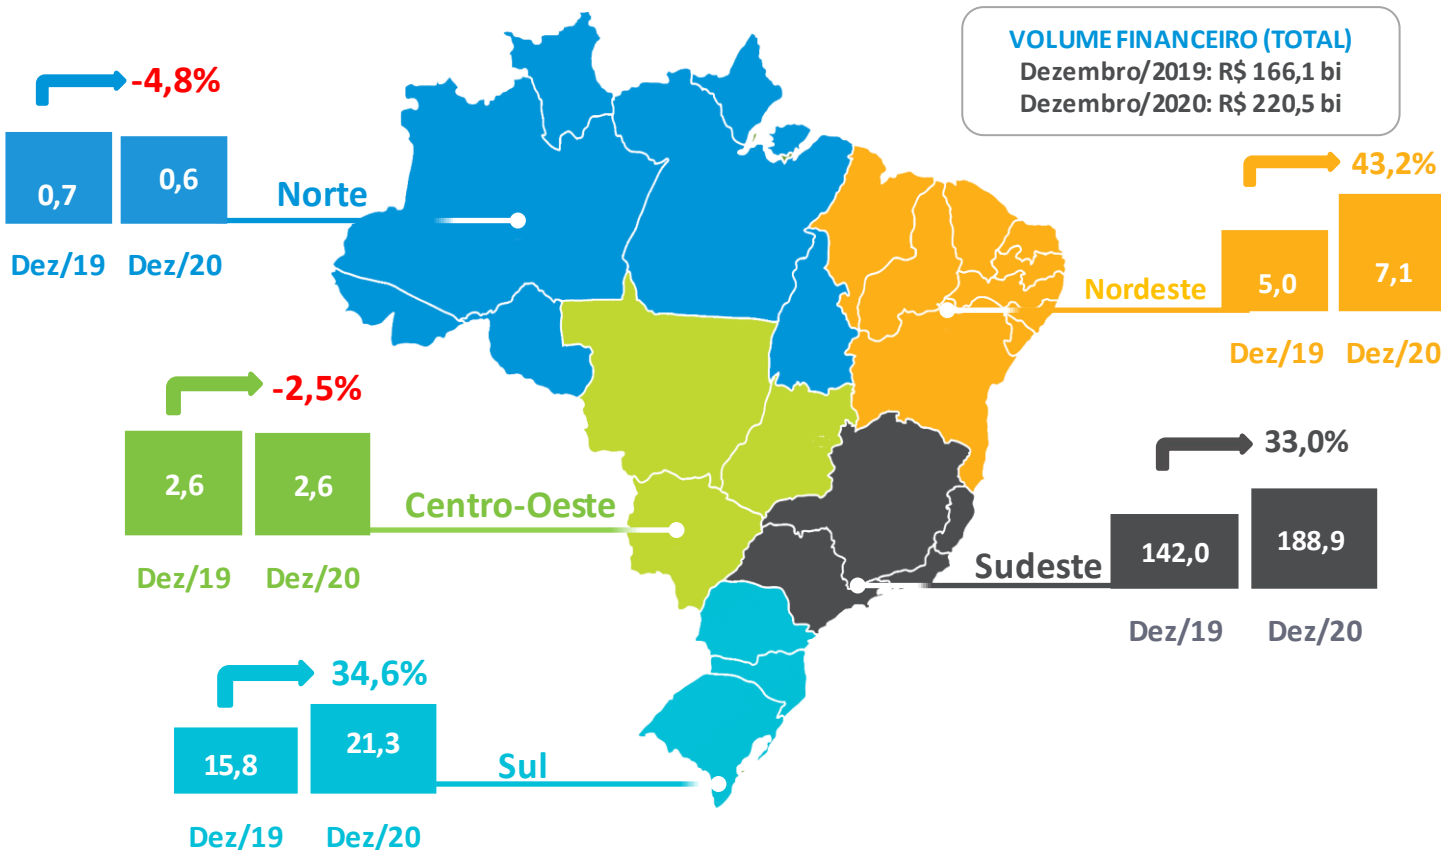 VOLUME FINANCEIRO (TOTAL)
Dezembro/2019: R$ 166,1 bi
Dezembro/2020: R$ 220,5 bi
-4,8%
0,7
0,6
Norte
Dez/19
Dez/20
43,2%
5,0
7,1
Nordeste
Dez/19
Dez/20
-2,5%
2,6
2,6
Centro-Oeste
Dez/19
Dez/20
33,0%
142,0
188,9
Sudeste
Dez/19
Dez/20
34,6%
15,8
21,3
Sul
Dez/19
Dez/20